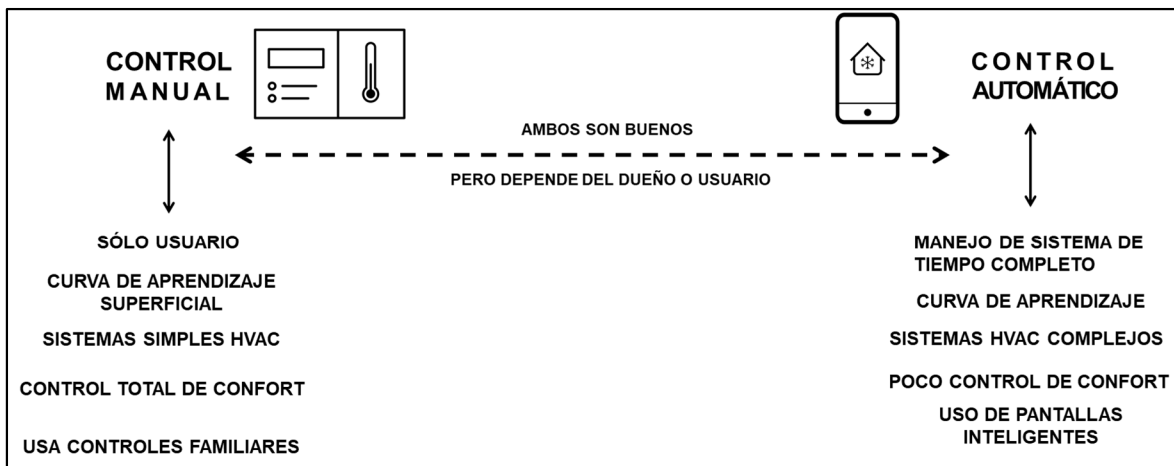 CONTROL
MANUAL
CONTROL
AUTOMÁTICO
AMBOS SON BUENOS
PERO DEPENDE DEL DUEÑO O USUARIO
SÓLO USUARIO
CURVA DE APRENDIZAJE
SUPERFICIAL
SISTEMAS SIMPLES HVAC
CONTROL TOTAL DE CONFORT
USA CONTROLES FAMILIARES
MANEJO DE SISTEMA DE
TIEMPO COMPLETO
CURVA DE APRENDIZAJE
SISTEMAS HVAC COMPLEJOS
POCO CONTROL DE CONFORT
USO DE PANTALLAS
INTELIGENTES